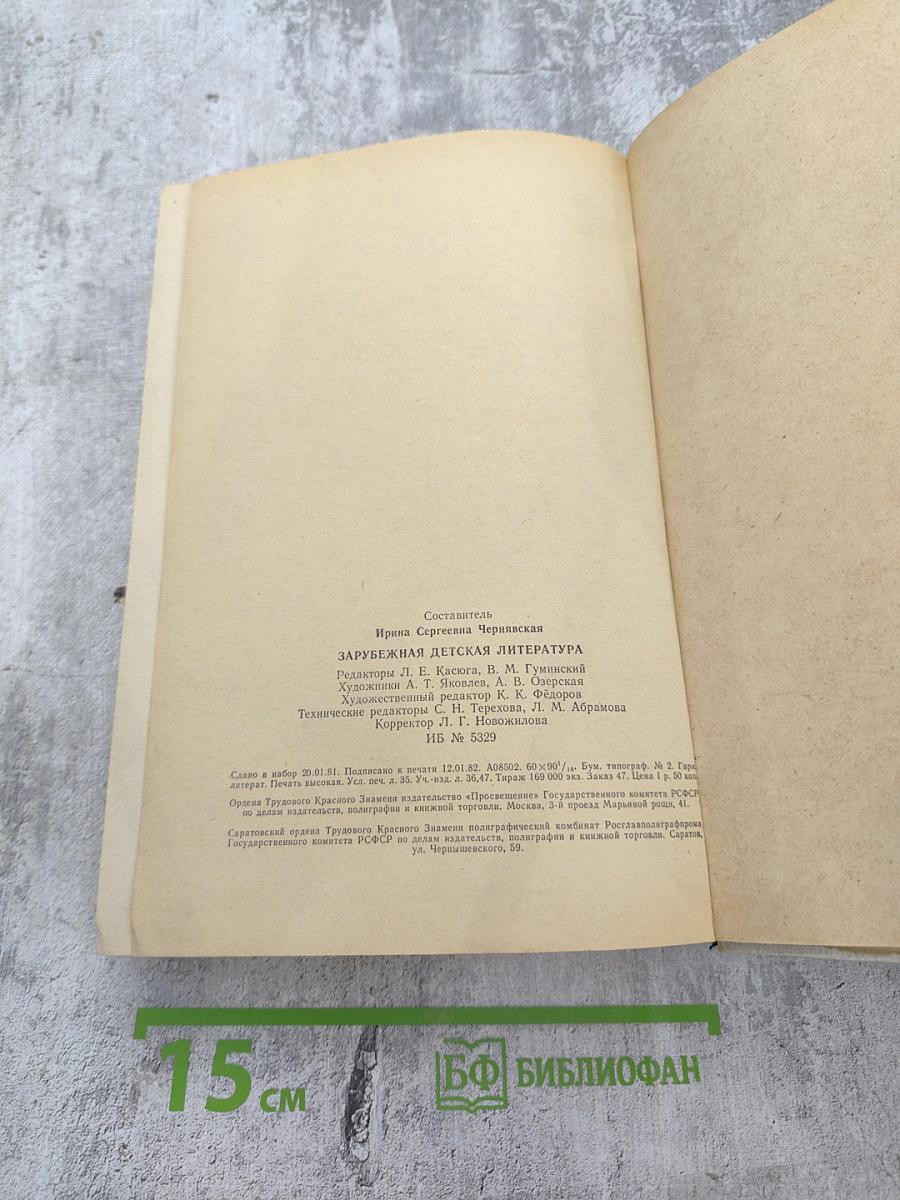 Составитель
Ирина Сергеевна Чернявская
ЗАРУБЕЖНАЯ ДЕТСКАЯ ЛИТЕРАТУРА
Редакторы Л. Е. Касюга, В. М. Гуминский
Художники А. Т. Яковлев, А. В. Озерская
Художественный редактор К. К. Фёдоров
Технические редакторы С. Н. Терехова, Л. М. Абрамова
Корректор Л. Г. Новожилова
ИБ № 5329
Сдано в набор 20.01.81. Подписано к печати 12.01.82. А08502. 60×90¹/₁₆. Бум. типограф. № 2. Гарн.
литерат. Печать высокая. Усл. печ. л. 35. Уч.-изд. л. 36,47. Тираж 169 000 экз. Заказ 47. Цена 1 р. 50 коп.
Ордена Трудового Красного Знамени издательство «Просвещение» Государственного комитета РСФСР
по делам издательств, полиграфии и книжной торговли. Москва, 3-й проезд Марьиной рощи, 41.
Саратовский ордена Трудового Красного Знамени полиграфический комбинат Росглавполиграфпрома
Государственного комитета РСФСР по делам издательств, полиграфии и книжной торговли. Саратов,
ул. Чернышевского, 59.
15 см
БФ БИБЛИОФАН